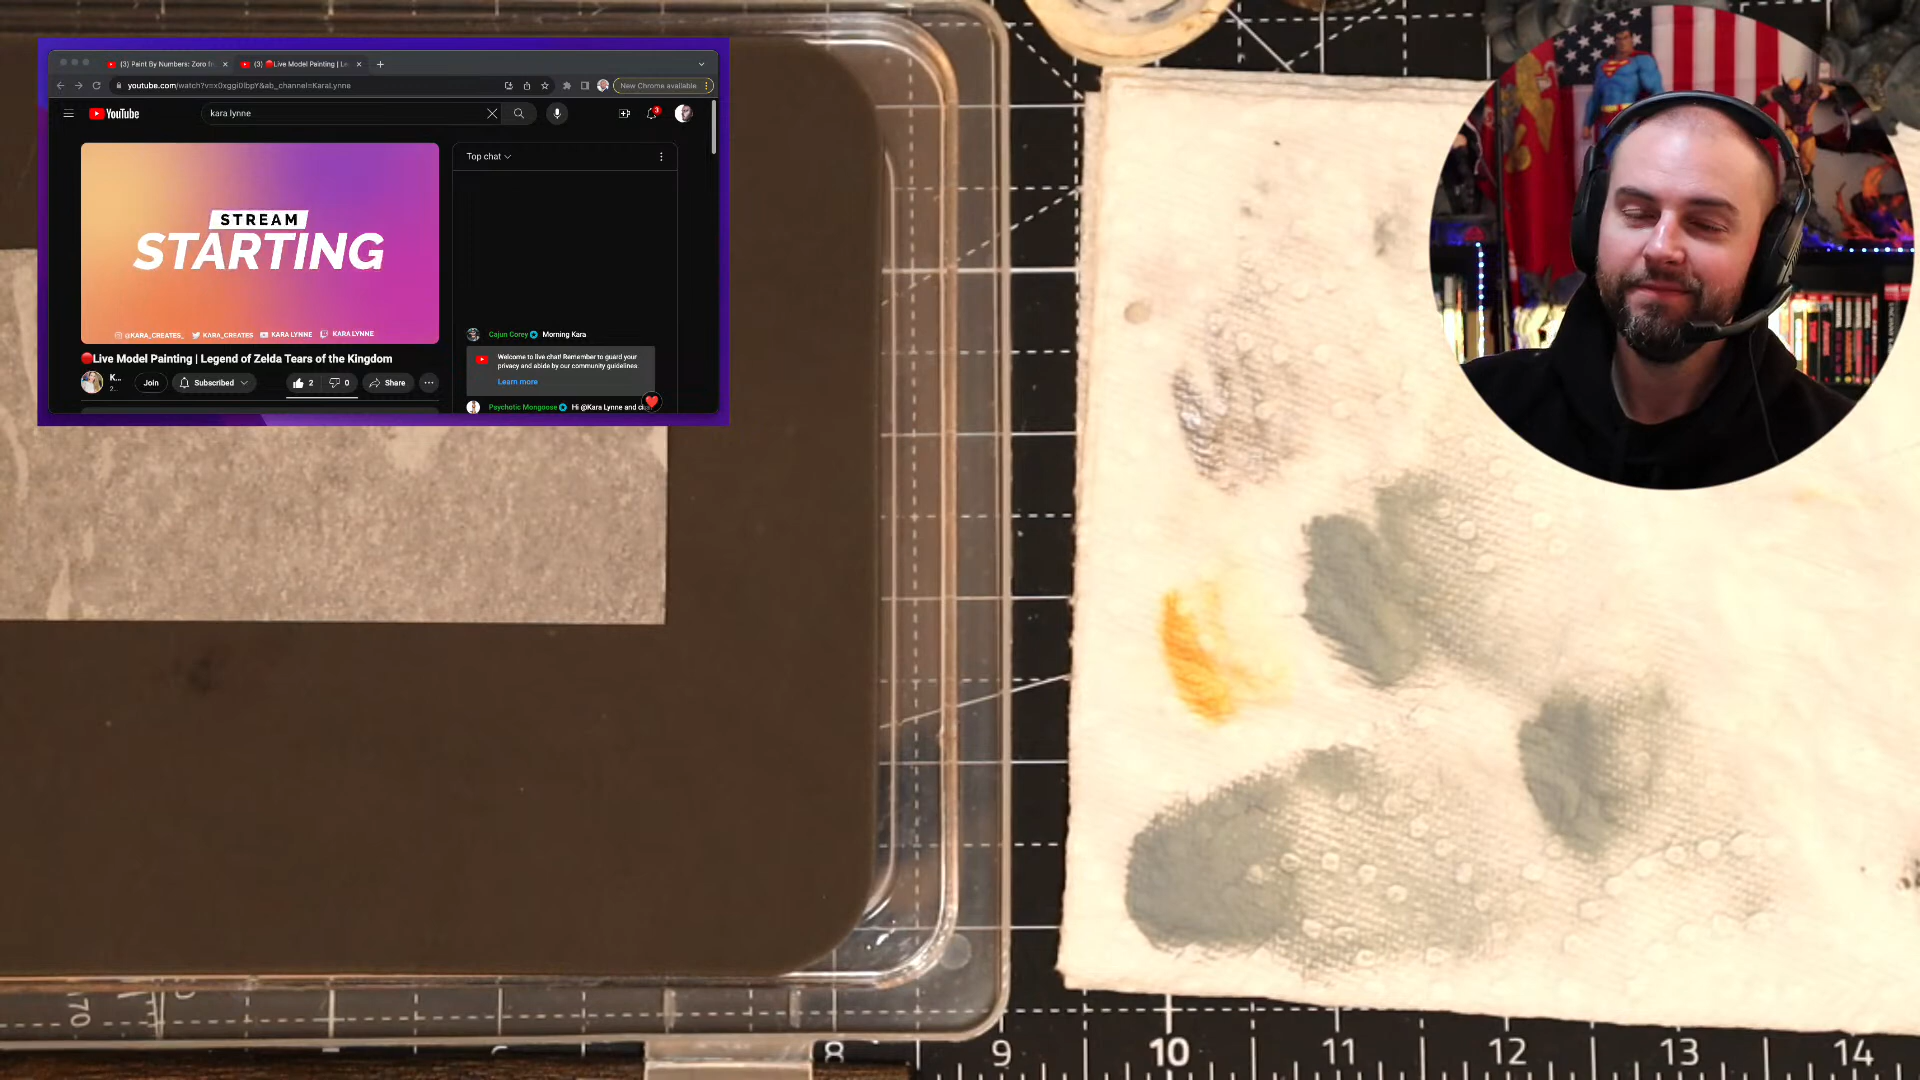 (3) Paint By Numbers: Zoro fr
(3) 🔴Live Model Painting | Le
youtube.com/watch?v=x0xggi0lbpY&ab_channel=KaraLynne
New Chrome available
YouTube
kara lynne
3
STREAM
STARTING
@KARA_CREATES_
KARA_CREATES
KARA LYNNE
KARA LYNNE
🔴Live Model Painting | Legend of Zelda Tears of the Kingdom
K...
2...
Join
Subscribed
2
0
Share
Top chat
Cajun Corey Morning Kara
Welcome to live chat! Remember to guard your
privacy and abide by our community guidelines.
Learn more
Psychotic Mongoose Hi @Kara Lynne and c
70
8
9
10
11
12
13
14